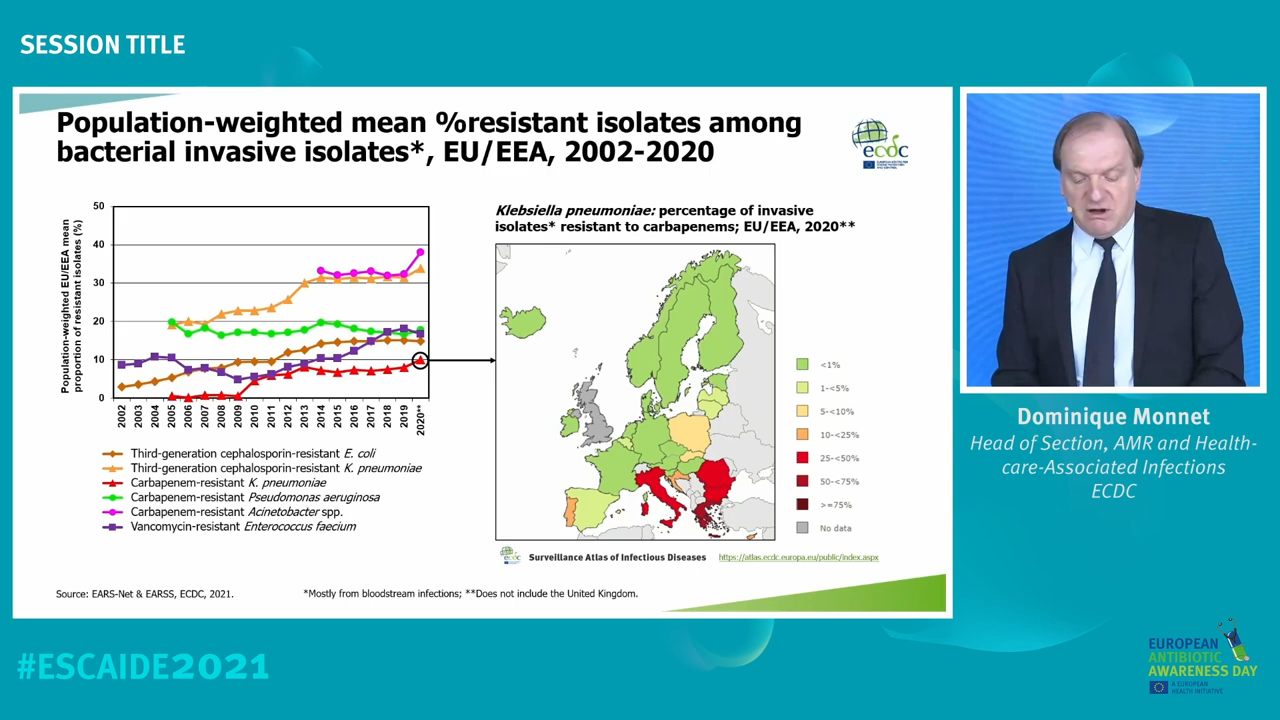 SESSION TITLE
Population-weighted mean %resistant isolates among
bacterial invasive isolates*, EU/EEA, 2002-2020
ecdc
Population-weighted EU/EEA mean
proportion of resistant isolates (%)
50
40
30
20
10
0
2002
2003
2004
2005
2006
2007
2008
2009
2010
2011
2012
2013
2014
2015
2016
2017
2018
2019
2020**
Third-generation cephalosporin-resistant E. coli
Third-generation cephalosporin-resistant K. pneumoniae
Carbapenem-resistant K. pneumoniae
Carbapenem-resistant Pseudomonas aeruginosa
Carbapenem-resistant Acinetobacter spp.
Vancomycin-resistant Enterococcus faecium
Klebsiella pneumoniae: percentage of invasive
isolates* resistant to carbapenems; EU/EEA, 2020**
<1%
1-<5%
5-<10%
10-<25%
25-<50%
50-<75%
>=75%
No data
Surveillance Atlas of Infectious Diseases
https://atlas.ecdc.europa.eu/public/index.aspx
Source: EARS-Net & EARSS, ECDC, 2021.
*Mostly from bloodstream infections; **Does not include the United Kingdom.
Dominique Monnet
Head of Section, AMR and Health-
care-Associated Infections
ECDC
#ESCAIDE2021
EUROPEAN
ANTIBIOTIC
AWARENESS DAY
A EUROPEAN
HEALTH INITIATIVE